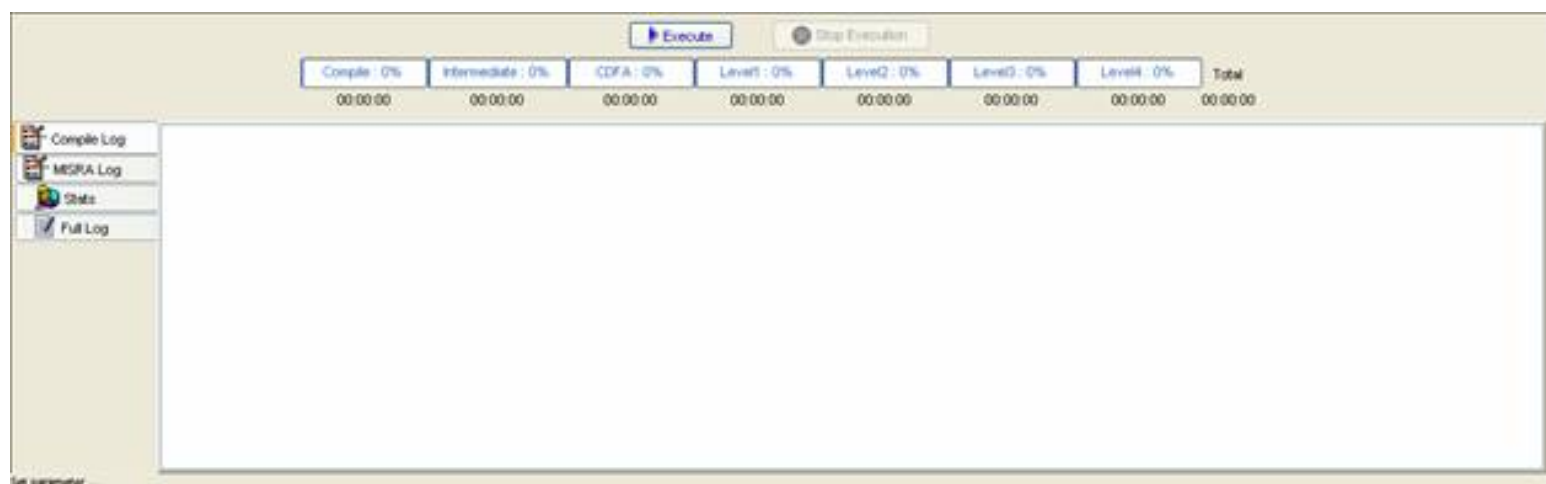 Execute Stop Execution
Compile : 0% Intermediate : 0% CDFA : 0% Level1 : 0% Level2 : 0% Level3 : 0% Level4 : 0% Total
00:00:00 00:00:00 00:00:00 00:00:00 00:00:00 00:00:00 00:00:00 00:00:00
Compile Log
MISRA Log
Stats
Full Log
Set parameter ...